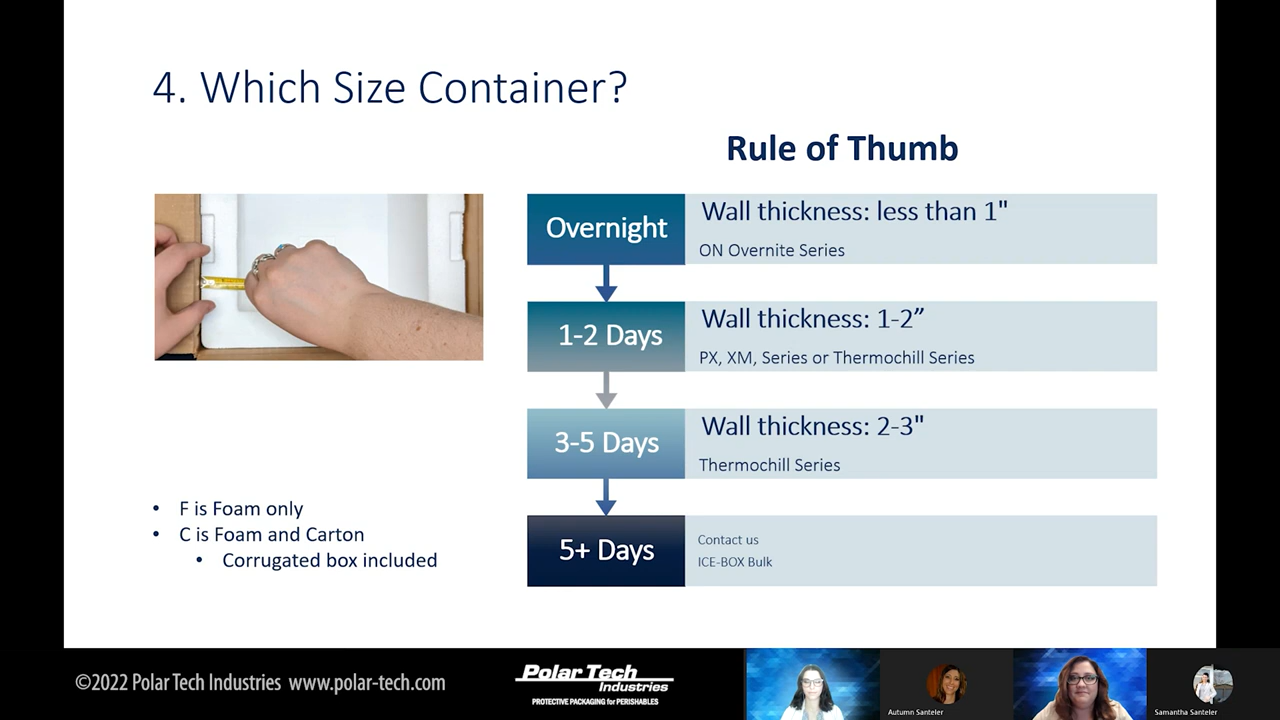 4. Which Size Container?
Rule of Thumb
Overnight
Wall thickness: less than 1"
ON Overnite Series
1-2 Days
Wall thickness: 1-2”
PX, XM, Series or Thermochill Series
3-5 Days
Wall thickness: 2-3"
Thermochill Series
5+ Days
Contact us
ICE-BOX Bulk
• F is Foam only
• C is Foam and Carton
• Corrugated box included
©2022 Polar Tech Industries www.polar-tech.com
Polar Tech
Industries
PROTECTIVE PACKAGING for PERISHABLES
Autumn Santeler
Samantha Santeler